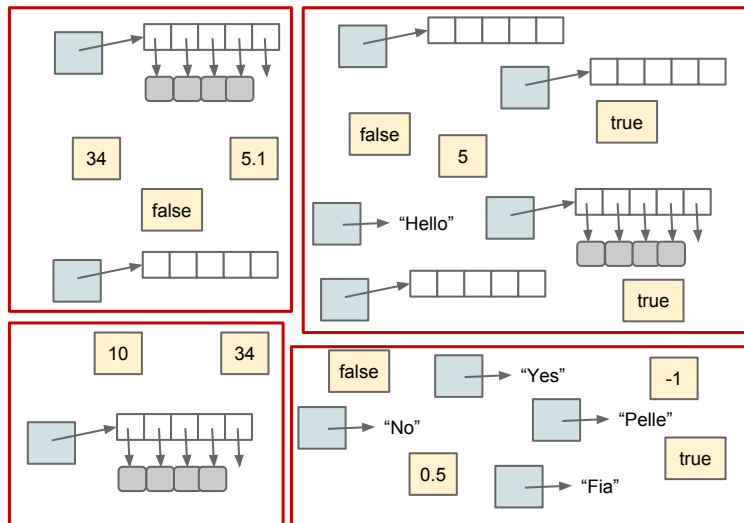 34
5.1
false
false
5
true
“Hello”
true
10
34
false
“Yes”
-1
“No”
“Pelle”
0.5
true
“Fia”